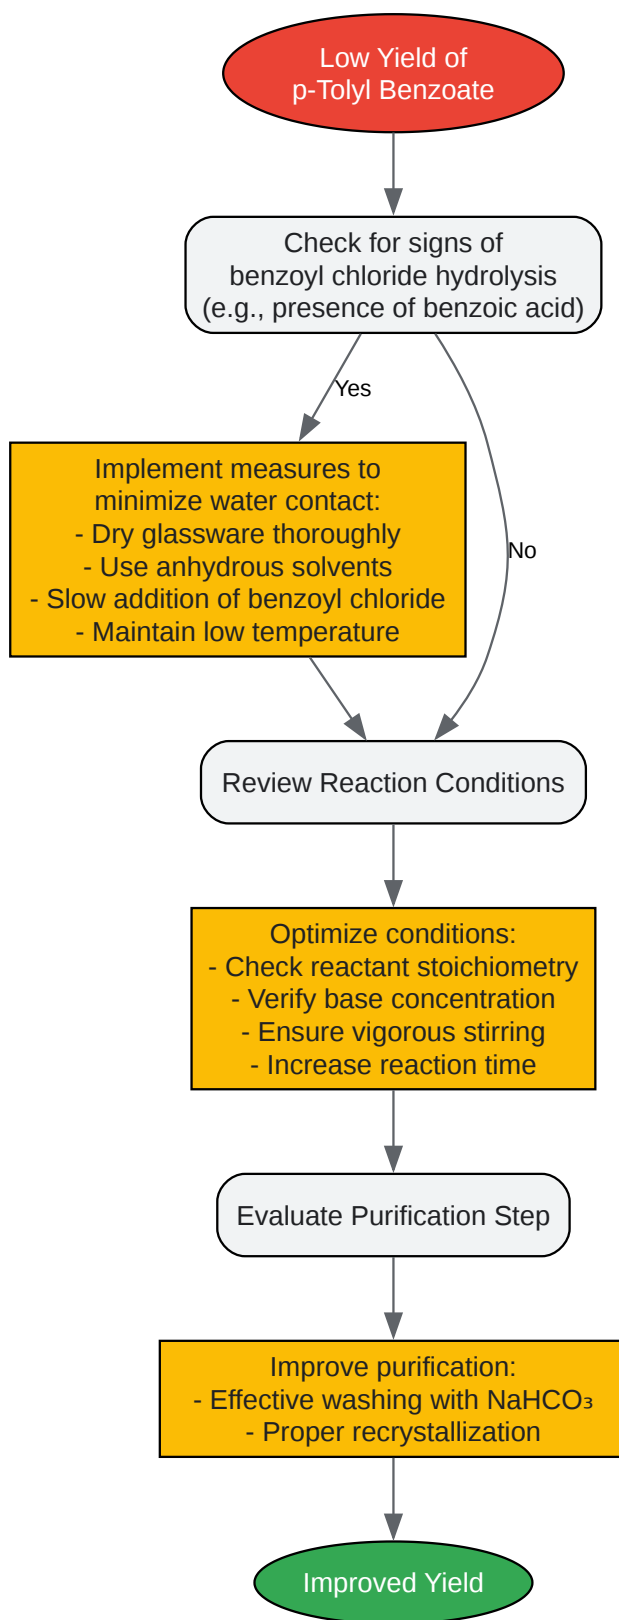 Low Yield of
p-Tolyl Benzoate
Check for signs of
benzoyl chloride hydrolysis
(e.g., presence of benzoic acid)
Yes
Implement measures to
minimize water contact:
- Dry glassware thoroughly
- Use anhydrous solvents
- Slow addition of benzoyl chloride
- Maintain low temperature
No
Review Reaction Conditions
Optimize conditions:
- Check reactant stoichiometry
- Verify base concentration
- Ensure vigorous stirring
- Increase reaction time
Evaluate Purification Step
Improve purification:
- Effective washing with NaHCO₃
- Proper recrystallization
Improved Yield